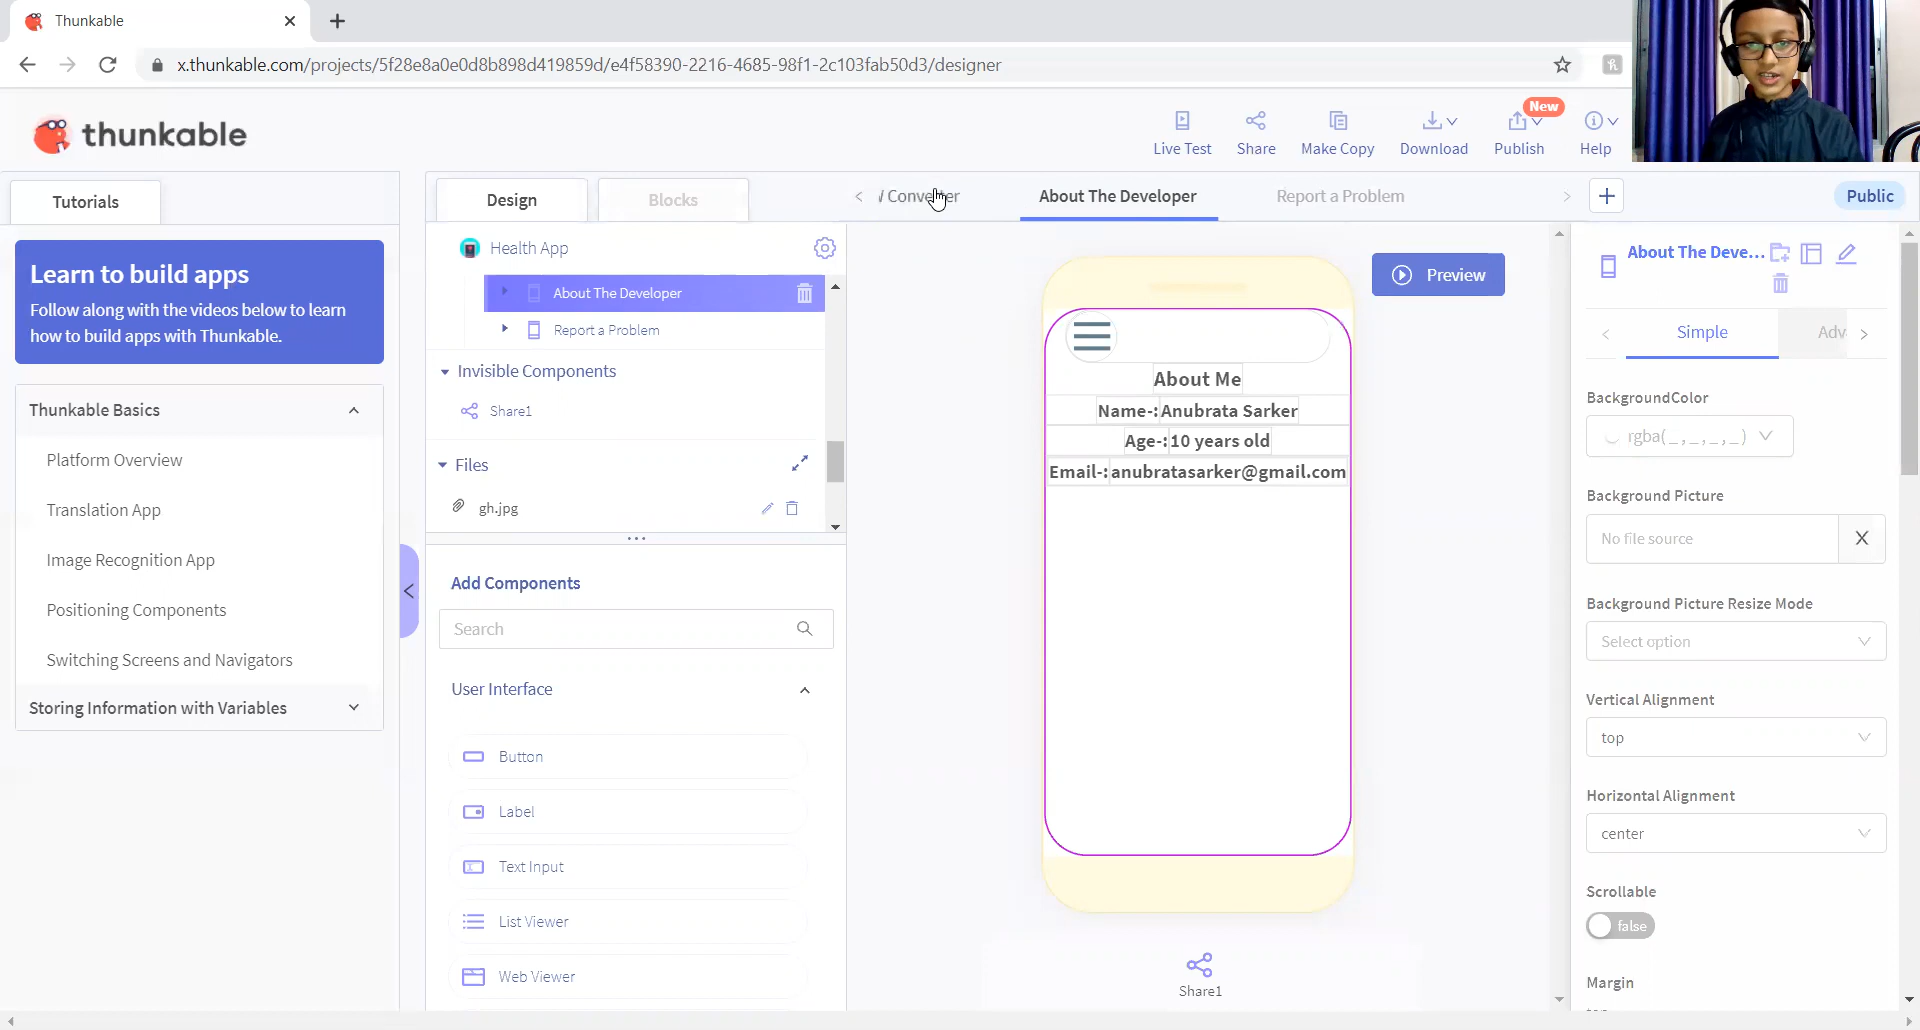 Thunkable
x.thunkable.com/projects/5f28e8a0e0d8b898d419859d/e4f58390-2216-4685-98f1-2c103fab50d3/designer
thunkable
Live Test
Share
Make Copy
Download
New
Publish
Help
Tutorials
Design
Blocks
Converter
About The Developer
Report a Problem
Public
Learn to build apps
Follow along with the videos below to learn
how to build apps with Thunkable.
Thunkable Basics
Platform Overview
Translation App
Image Recognition App
Positioning Components
Switching Screens and Navigators
Storing Information with Variables
Health App
About The Developer
Report a Problem
Invisible Components
Share1
Files
gh.jpg
Add Components
Search
User Interface
Button
Label
Text Input
List Viewer
Web Viewer
Preview
About Me
Name-: Anubrata Sarker
Age-: 10 years old
Email-: anubratasarker@gmail.com
Share1
About The Deve...
Simple
Adv
BackgroundColor
rgba(_,_,_,_)
Background Picture
No file source
X
Background Picture Resize Mode
Select option
Vertical Alignment
top
Horizontal Alignment
center
Scrollable
false
Margin